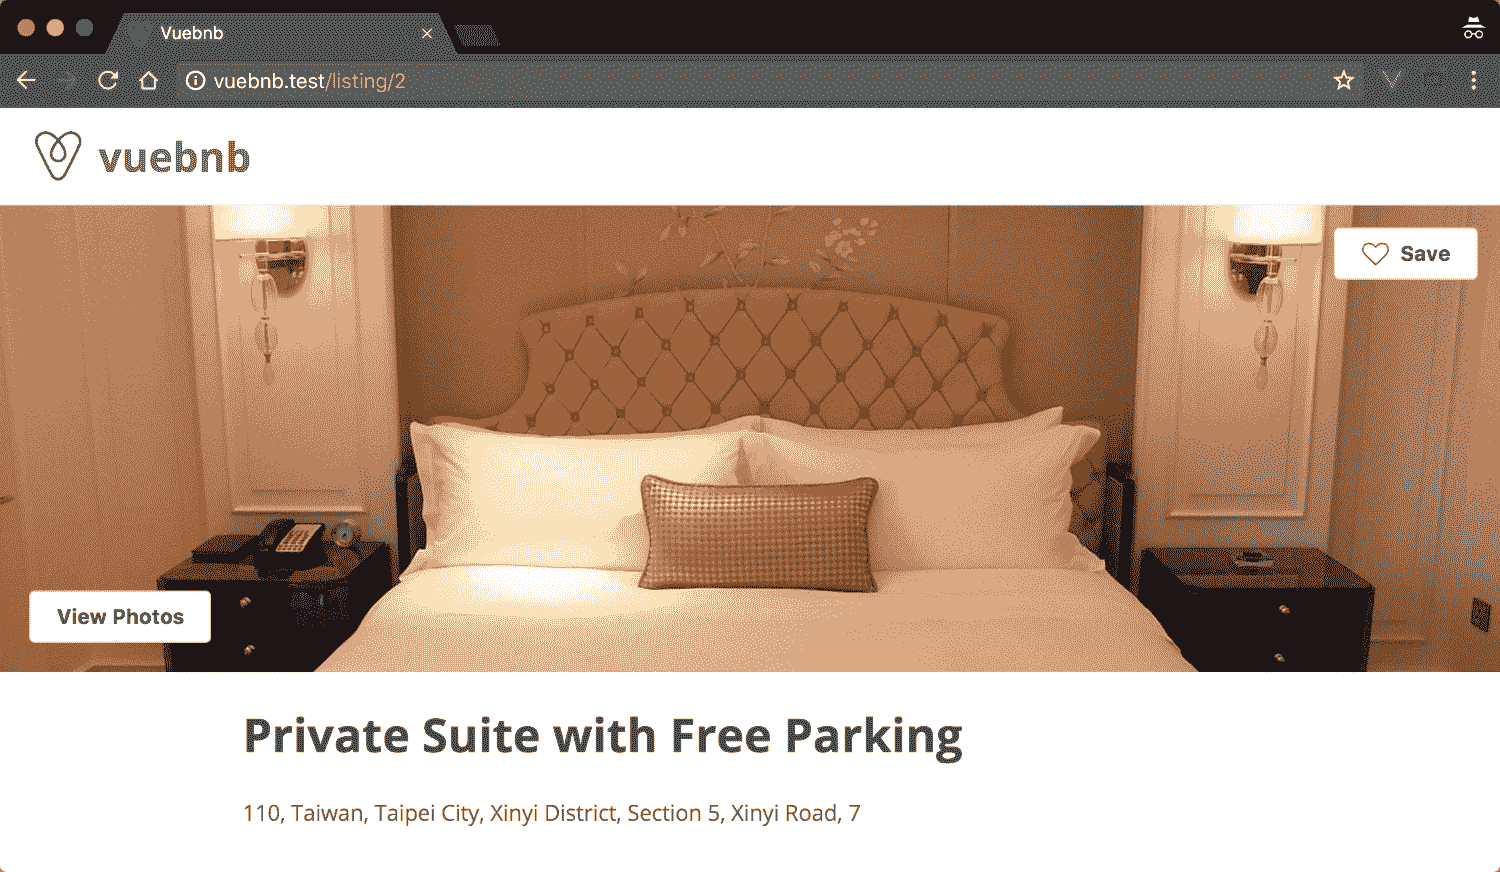 Vuebnb
vuebnb.test/listing/2
vuebnb
Save
View Photos
Private Suite with Free Parking
110, Taiwan, Taipei City, Xinyi District, Section 5, Xinyi Road, 7